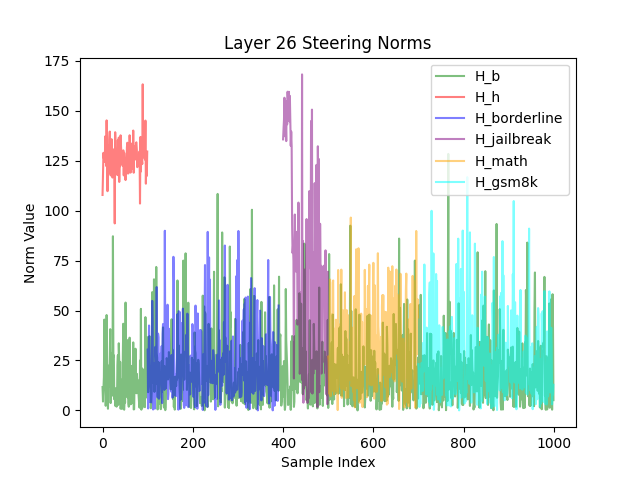 Layer 26 Steering Norms
175
150
125
100
75
50
25
0
Norm Value
H_b
H_h
H_borderline
H_jailbreak
H_math
H_gsm8k
0
200
400
600
800
1000
Sample Index